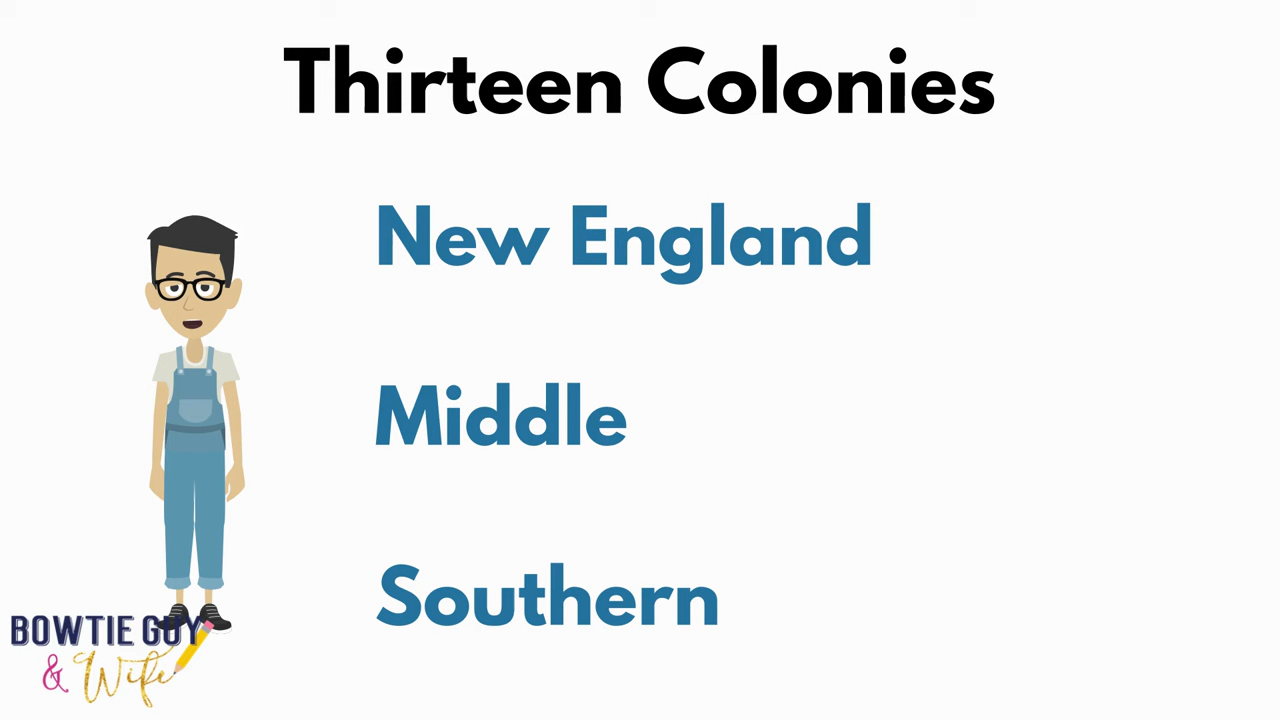 Thirteen Colonies
New England
Middle
Southern
BOWTIE GUY
& Wife